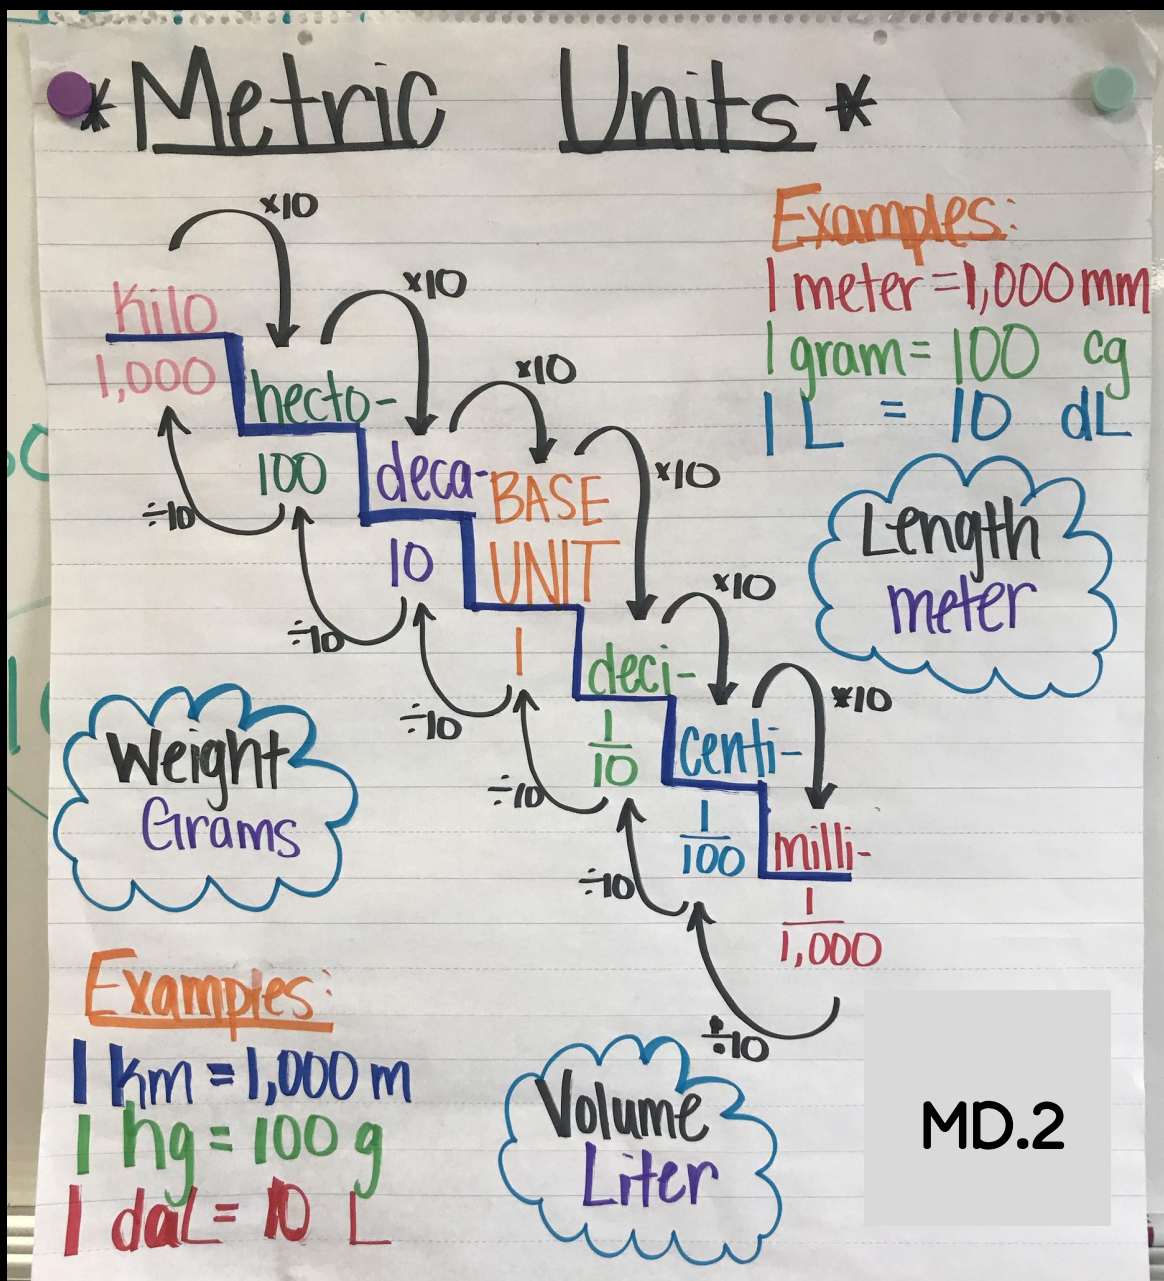 *Metric Units*
x10
Kilo
1,000
x10
hecto-
100
÷10
x10
deca-
10
÷10
BASE
UNIT
1
÷10
x10
deci-
1
10
÷10
x10
centi-
1
100
÷10
x10
milli-
1
1,000
÷10
Examples:
1 meter = 1,000 mm
1 gram = 100 cg
1 L = 10 dL
Length
meter
Weight
Grams
Examples:
1 km = 1,000 m
1 hg = 100 g
1 daL = 10 L
Volume
Liter
MD.2